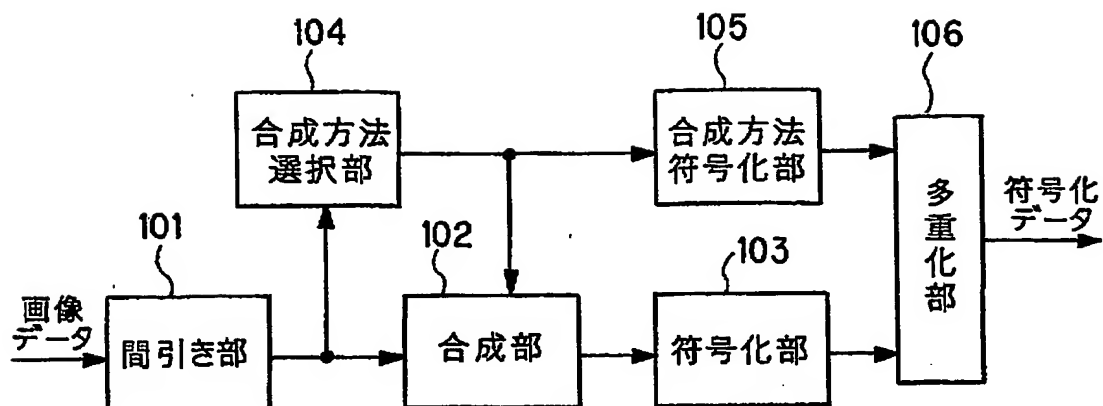 104
合成方法
選択部
105
合成方法
符号化部
106
多重化部
符号化
データ
101
画像
データ
間引き部
102
合成部
103
符号化部